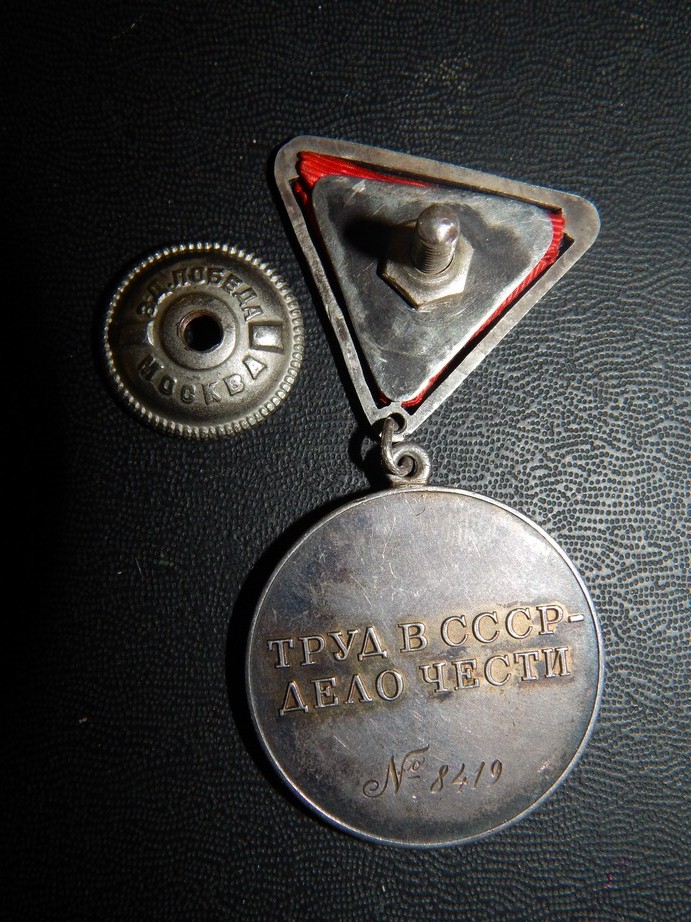 З-Д. ПОБЕДА
МОСКВА
ТРУД В СССР-
ДЕЛО ЧЕСТИ
№ 8419